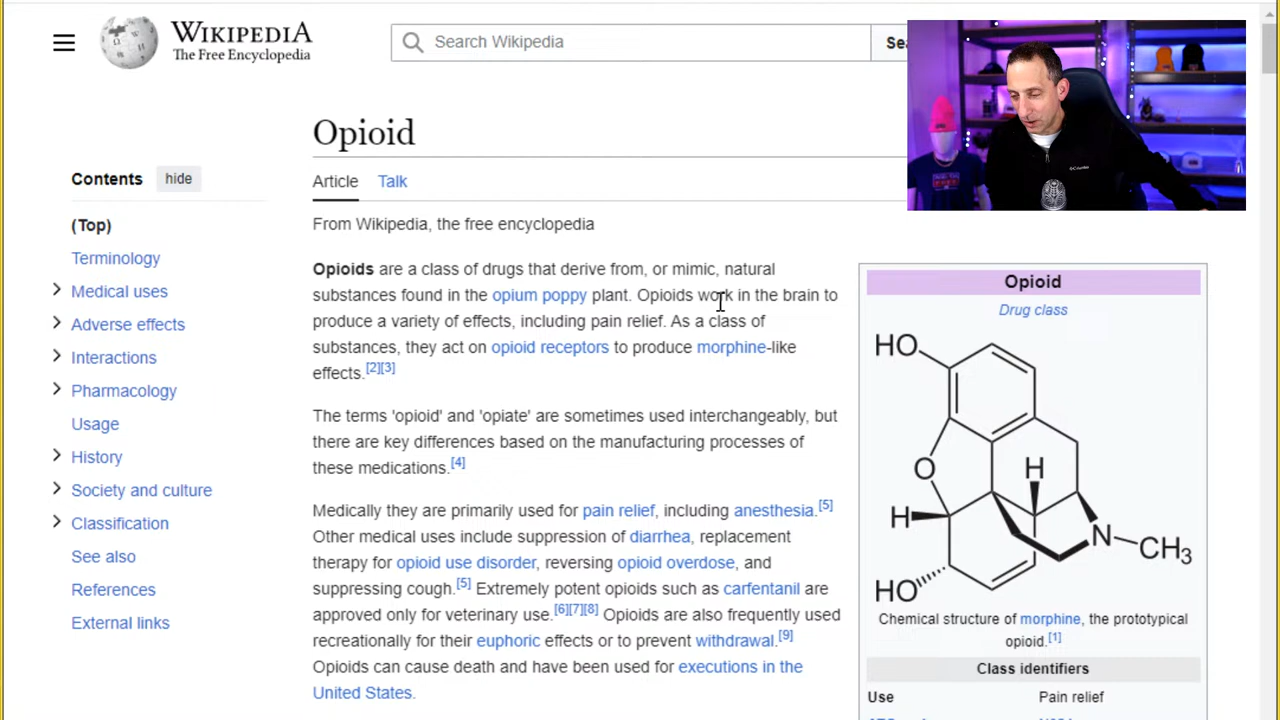 WIKIPEDIA
The Free Encyclopedia
Search Wikipedia
Contents hide
(Top)
Terminology
Medical uses
Adverse effects
Interactions
Pharmacology
Usage
History
Society and culture
Classification
See also
References
External links
Opioid
Article Talk
From Wikipedia, the free encyclopedia
Opioids are a class of drugs that derive from, or mimic, natural
substances found in the opium poppy plant. Opioids work in the brain to
produce a variety of effects, including pain relief. As a class of
substances, they act on opioid receptors to produce morphine-like
effects.[2][3]
The terms 'opioid' and 'opiate' are sometimes used interchangeably, but
there are key differences based on the manufacturing processes of
these medications.[4]
Medically they are primarily used for pain relief, including anesthesia.[5]
Other medical uses include suppression of diarrhea, replacement
therapy for opioid use disorder, reversing opioid overdose, and
suppressing cough.[5] Extremely potent opioids such as carfentanil are
approved only for veterinary use.[6][7][8] Opioids are also frequently used
recreationally for their euphoric effects or to prevent withdrawal.[9]
Opioids can cause death and have been used for executions in the
United States.
Opioid
Drug class
HO
O
H
H
N
CH3
HO
Chemical structure of morphine, the prototypical
opioid.[1]
Class identifiers
Use Pain relief